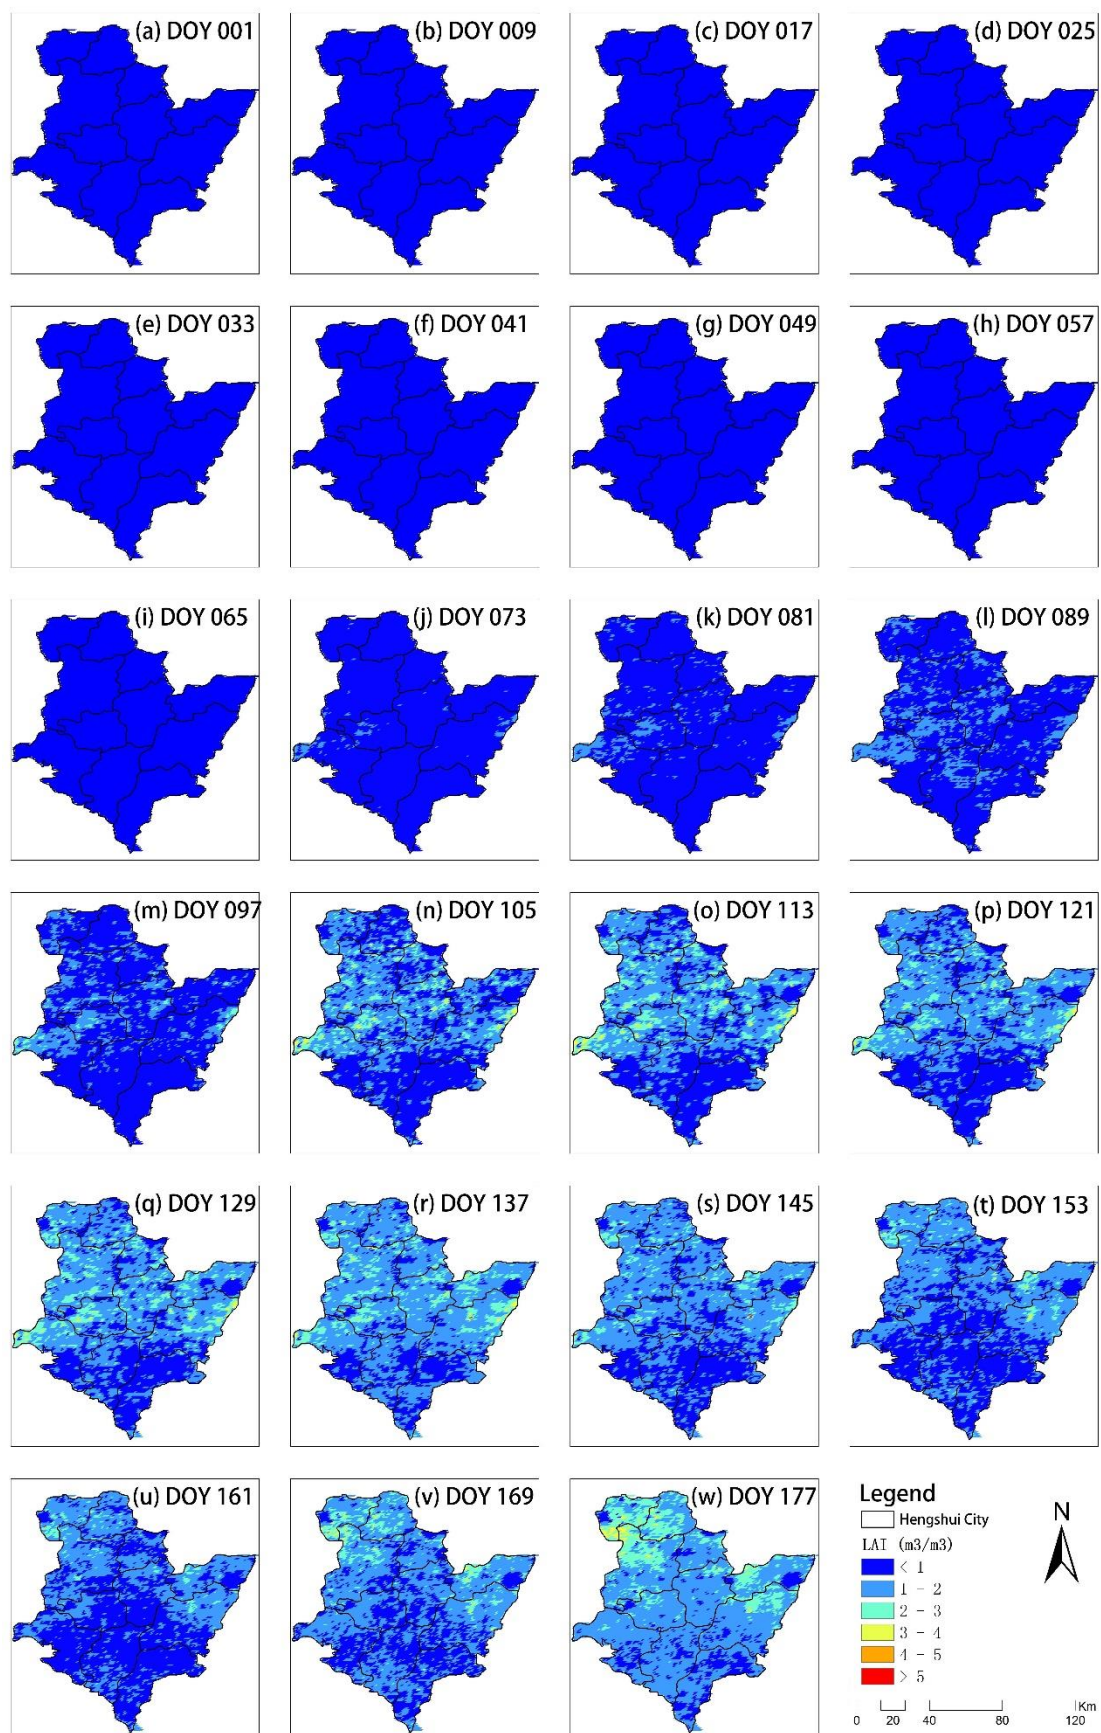 (a) DOY 001
(b) DOY 009
(c) DOY 017
(d) DOY 025
(e) DOY 033
(f) DOY 041
(g) DOY 049
(h) DOY 057
(i) DOY 065
(j) DOY 073
(k) DOY 081
(l) DOY 089
(m) DOY 097
(n) DOY 105
(o) DOY 113
(p) DOY 121
(q) DOY 129
(r) DOY 137
(s) DOY 145
(t) DOY 153
(u) DOY 161
(v) DOY 169
(w) DOY 177
Legend
Hengshui City
LAI (m3/m3)
< 1
1 - 2
2 - 3
3 - 4
4 - 5
> 5
N
Km
0 20 40 80 120